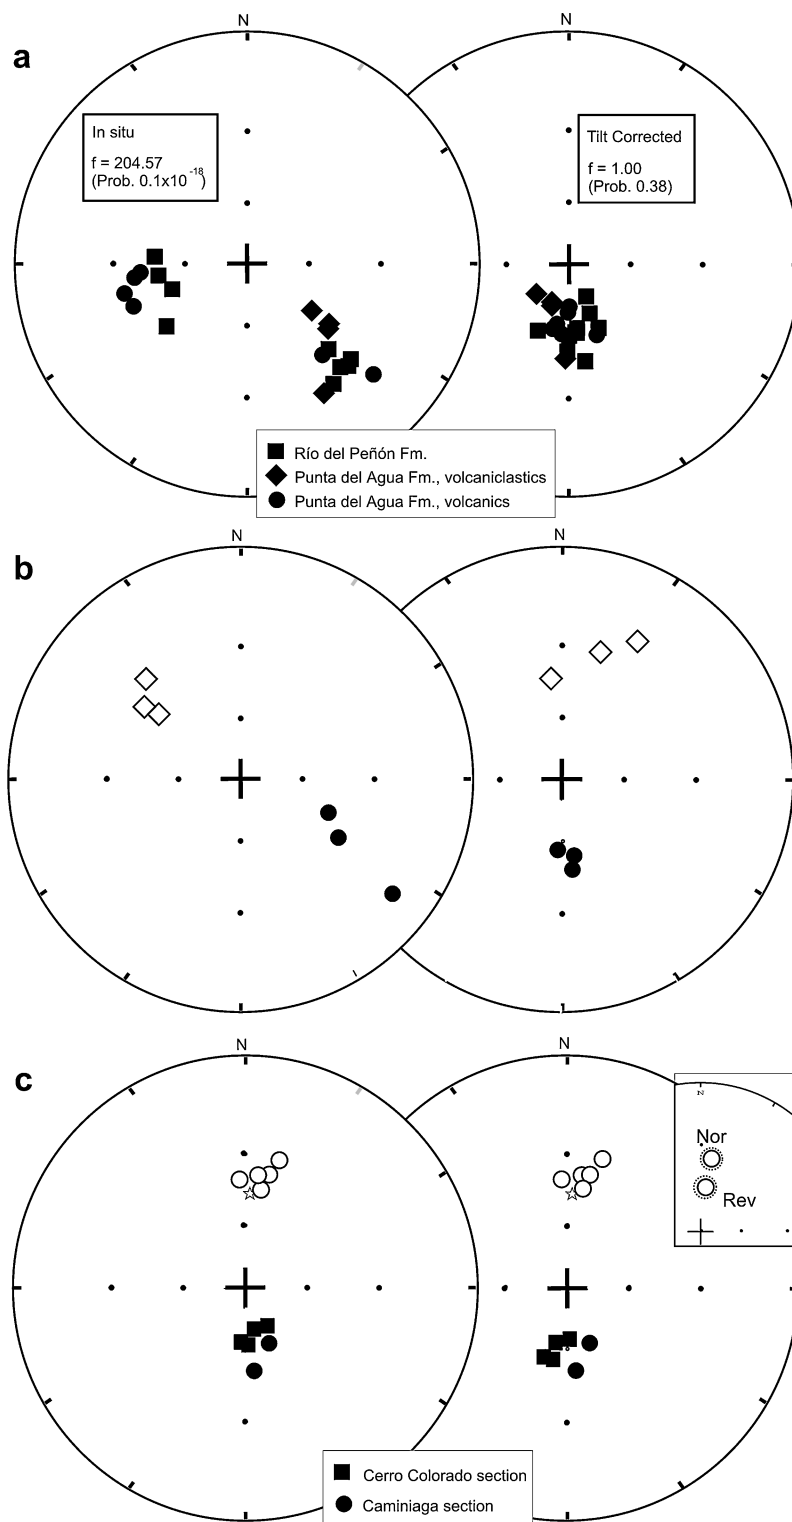 a
N
N
In situ
f = 204.57
(Prob. 0.1x10-18)
Tilt Corrected
f = 1.00
(Prob. 0.38)
Río del Peñón Fm.
Punta del Agua Fm., volcaniclastics
Punta del Agua Fm., volcanics
b
N
N
c
N
N
N
Nor
Rev
Cerro Colorado section
Caminiaga section